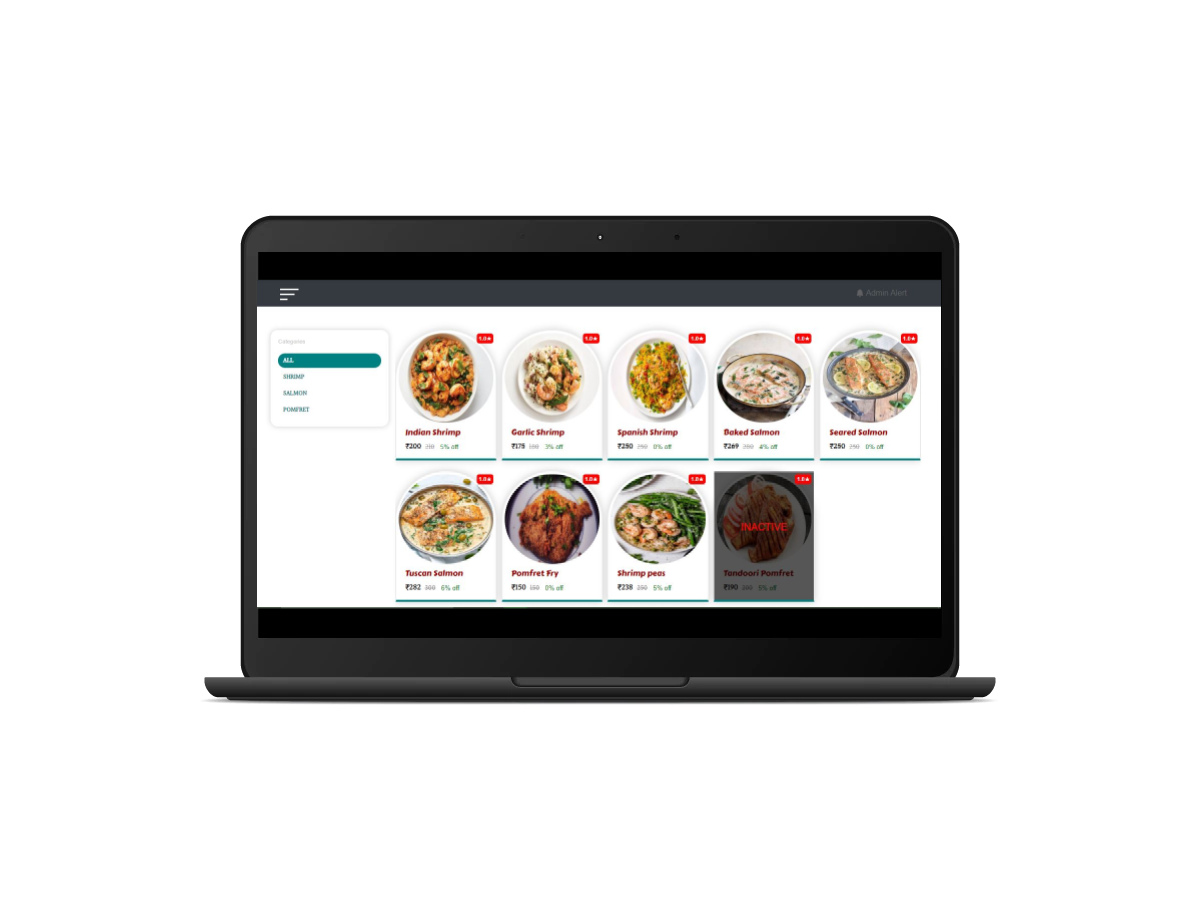 Admin Alert
Categories
ALL
SHRIMP
SALMON
POMFRET
1.0★
Indian Shrimp
₹200 210 5% off
1.0★
Garlic Shrimp
₹175 180 3% off
1.0★
Spanish Shrimp
₹250 250 0% off
1.0★
Baked Salmon
₹269 280 4% off
1.0★
Seared Salmon
₹250 250 0% off
1.0★
Tuscan Salmon
₹282 300 6% off
1.0★
Pomfret Fry
₹150 150 0% off
1.0★
Shrimp peas
₹238 250 5% off
1.0★
INACTIVE
Tandoori Pomfret
₹190 200 5% off